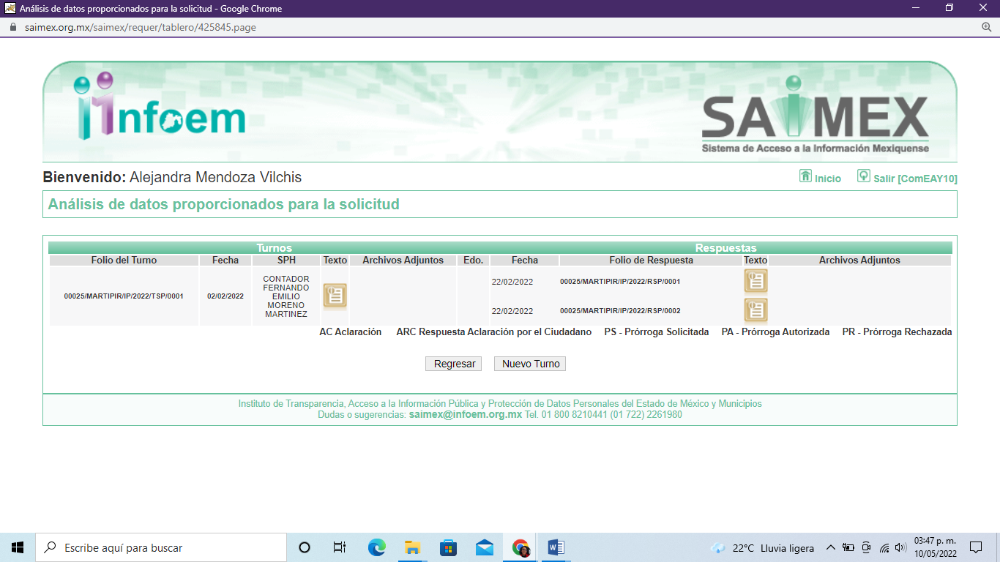 Análisis de datos proporcionados para la solicitud - Google Chrome
saimex.org.mx/saimex/requer/tablero/425845.page
infoem
SAIMEX
Sistema de Acceso a la Información Mexiquense
Bienvenido: Alejandra Mendoza Vilchis
Inicio Salir [ComEAY10]
Análisis de datos proporcionados para la solicitud
Turnos Respuestas
Folio del Turno Fecha SPH Texto Archivos Adjuntos Edo. Fecha Folio de Respuesta Texto Archivos Adjuntos
00025/MARTIPIR/IP/2022/TSP/0001 02/02/2022
CONTADOR
FERNANDO
EMILIO
MORENO
MARTINEZ
22/02/2022 00025/MARTIPIR/IP/2022/RSP/0001
22/02/2022 00025/MARTIPIR/IP/2022/RSP/0002
AC Aclaración ARC Respuesta Aclaración por el Ciudadano PS - Prórroga Solicitada PA - Prórroga Autorizada PR - Prórroga Rechazada
Regresar Nuevo Turno
Instituto de Transparencia, Acceso a la Información Pública y Protección de Datos Personales del Estado de México y Municipios
Dudas o sugerencias: saimex@infoem.org.mx Tel. 01 800 8210441 (01 722) 2261980
Escribe aquí para buscar
22°C Lluvia ligera
03:47 p. m.
10/05/2022